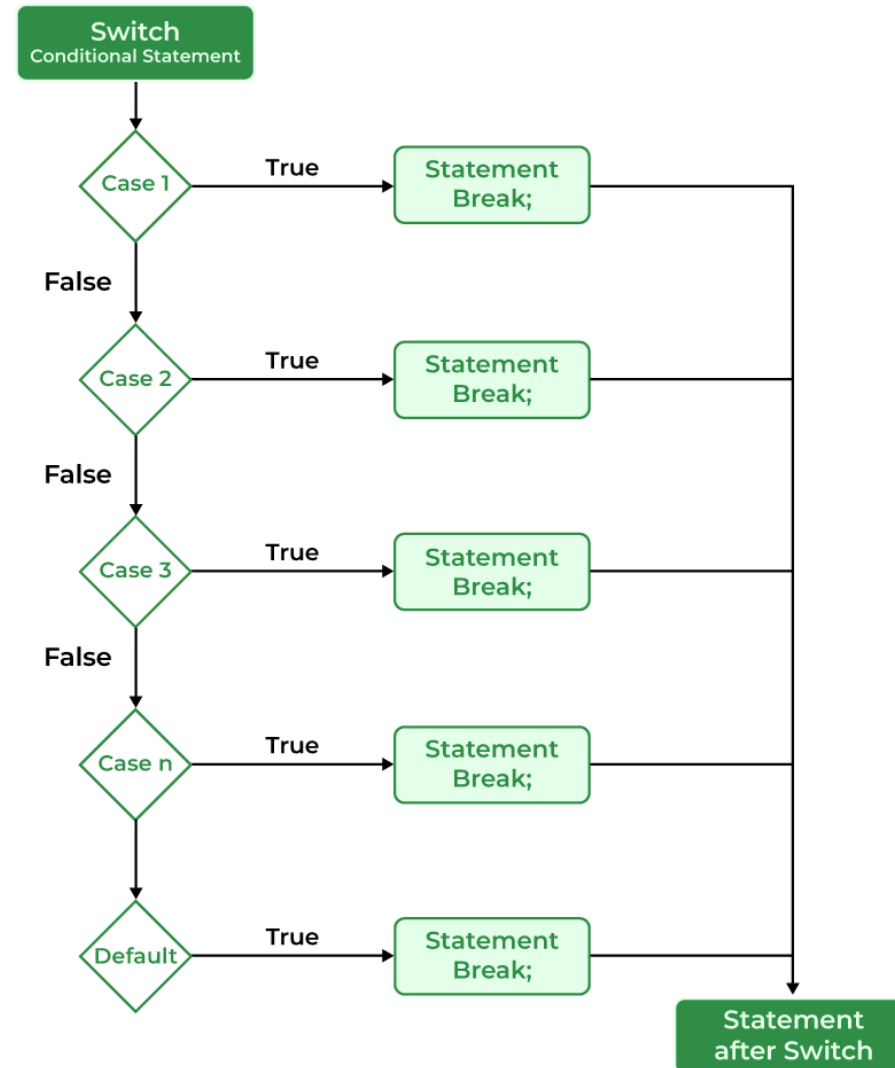 Switch
Conditional Statement
Case 1
True
Statement
Break;
False
Case 2
True
Statement
Break;
False
Case 3
True
Statement
Break;
False
Case n
True
Statement
Break;
Default
True
Statement
Break;
Statement
after Switch